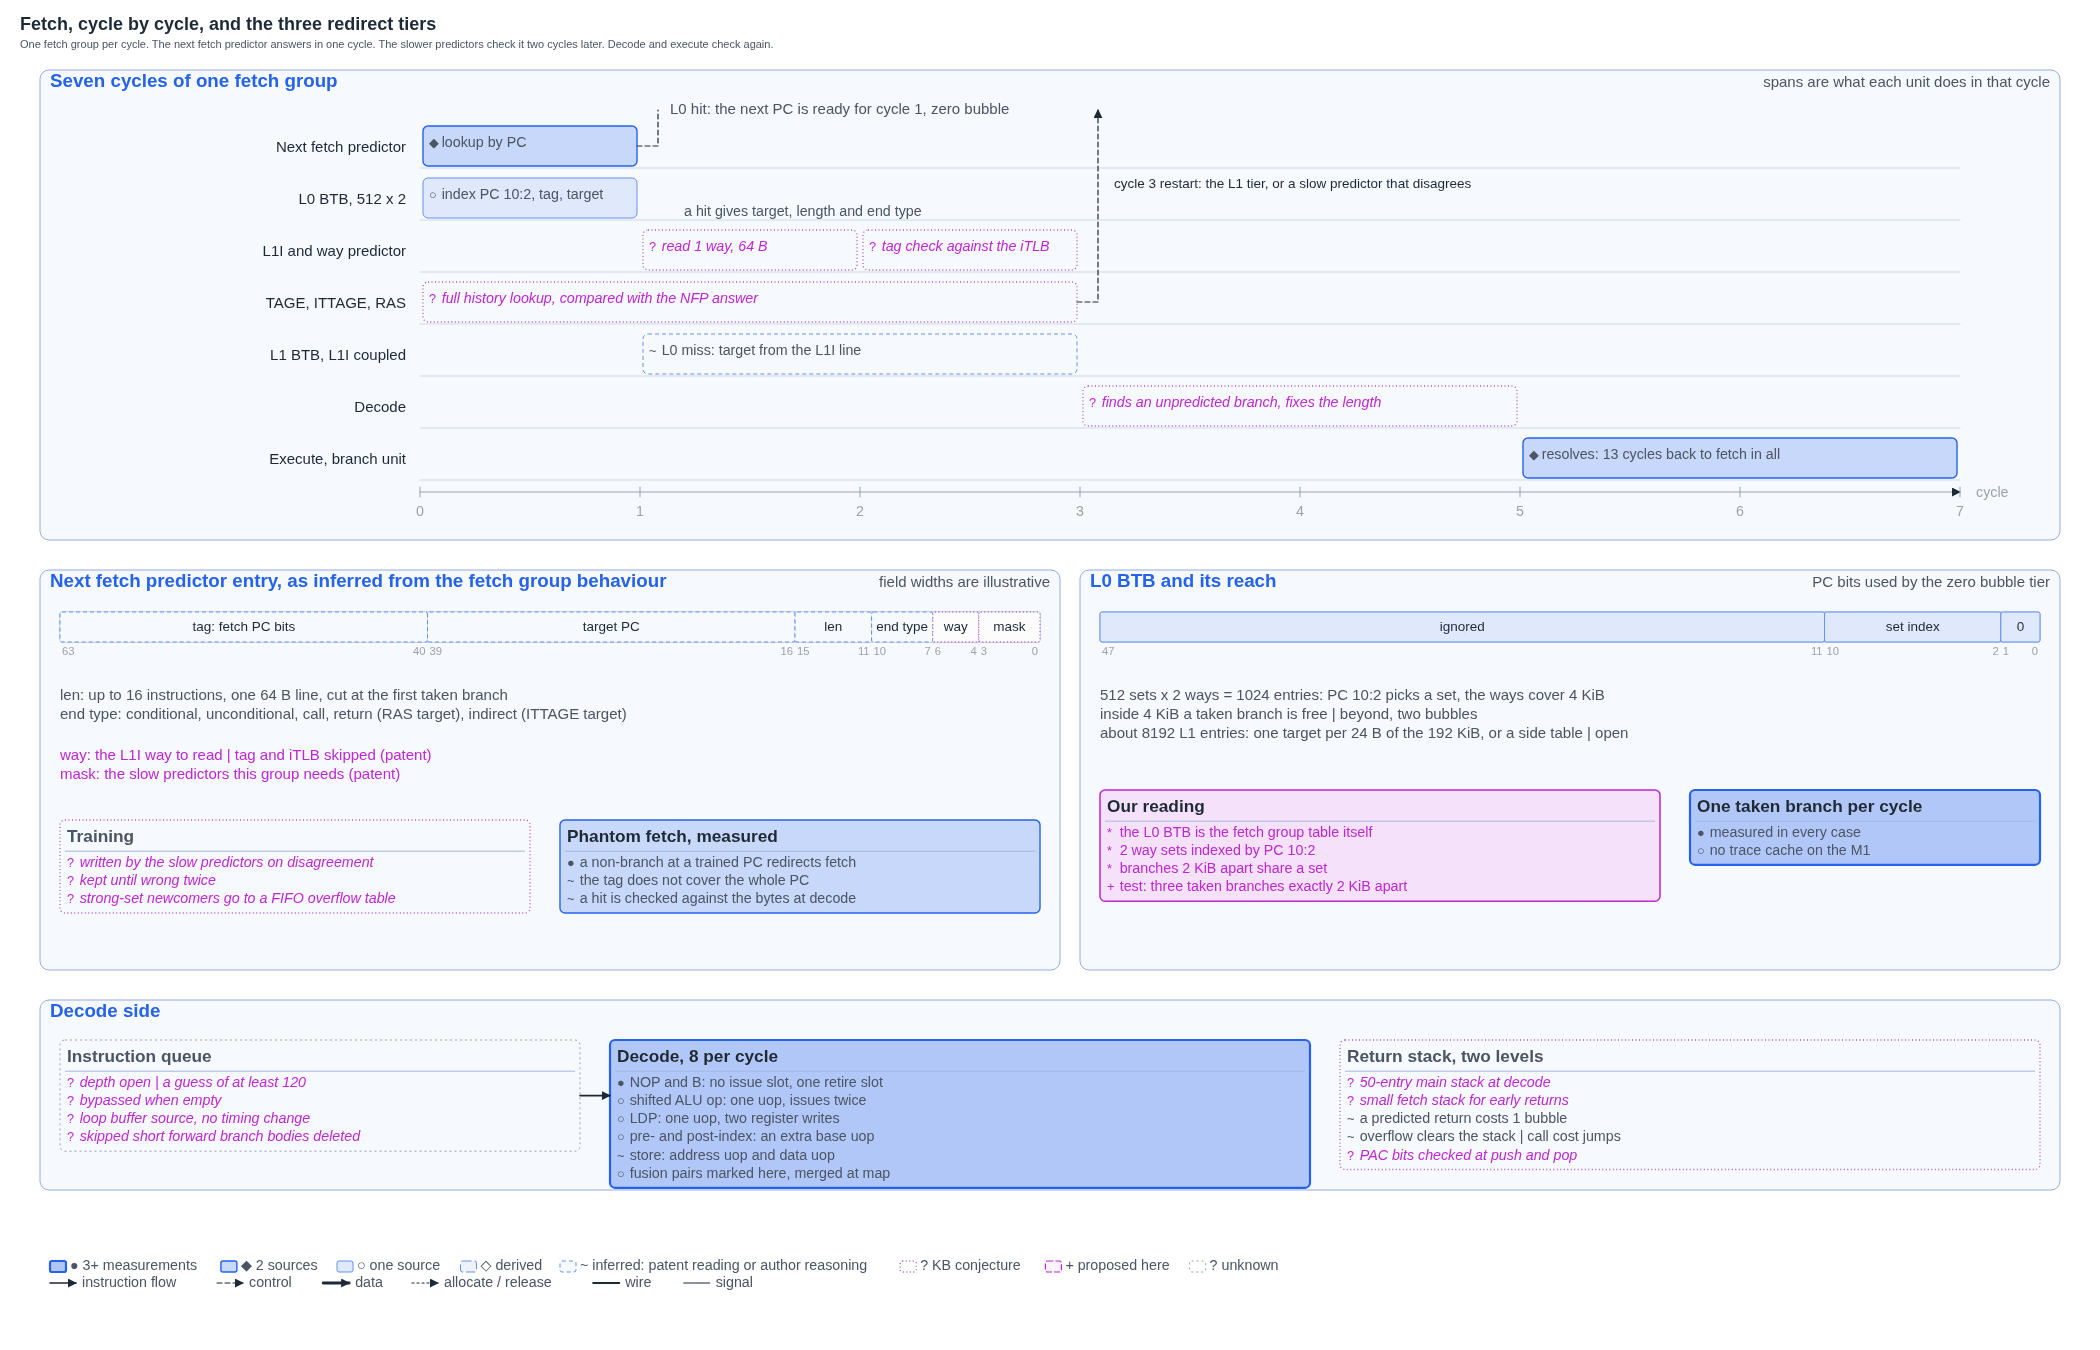 Fetch, cycle by cycle, and the three redirect tiers
One fetch group per cycle. The next fetch predictor answers in one cycle. The slower predictors check it two cycles later. Decode and execute check again.
Seven cycles of one fetch group
spans are what each unit does in that cycle
L0 hit: the next PC is ready for cycle 1, zero bubble
Next fetch predictor
◆ lookup by PC
cycle 3 restart: the L1 tier, or a slow predictor that disagrees
L0 BTB, 512 x 2
○ index PC 10:2, tag, target
a hit gives target, length and end type
L1I and way predictor
? read 1 way, 64 B
? tag check against the iTLB
TAGE, ITTAGE, RAS
? full history lookup, compared with the NFP answer
L1 BTB, L1I coupled
~ L0 miss: target from the L1I line
Decode
? finds an unpredicted branch, fixes the length
Execute, branch unit
◆ resolves: 13 cycles back to fetch in all
cycle
0 1 2 3 4 5 6 7
Next fetch predictor entry, as inferred from the fetch group behaviour
field widths are illustrative
tag: fetch PC bits target PC len end type way mask
63 40 39 16 15 11 10 7 6 4 3 0
len: up to 16 instructions, one 64 B line, cut at the first taken branch
end type: conditional, unconditional, call, return (RAS target), indirect (ITTAGE target)
way: the L1I way to read | tag and iTLB skipped (patent)
mask: the slow predictors this group needs (patent)
Training
? written by the slow predictors on disagreement
? kept until wrong twice
? strong-set newcomers go to a FIFO overflow table
Phantom fetch, measured
● a non-branch at a trained PC redirects fetch
~ the tag does not cover the whole PC
~ a hit is checked against the bytes at decode
L0 BTB and its reach
PC bits used by the zero bubble tier
ignored set index 0
47 11 10 2 1 0
512 sets x 2 ways = 1024 entries: PC 10:2 picks a set, the ways cover 4 KiB
inside 4 KiB a taken branch is free | beyond, two bubbles
about 8192 L1 entries: one target per 24 B of the 192 KiB, or a side table | open
Our reading
* the L0 BTB is the fetch group table itself
* 2 way sets indexed by PC 10:2
* branches 2 KiB apart share a set
+ test: three taken branches exactly 2 KiB apart
One taken branch per cycle
● measured in every case
○ no trace cache on the M1
Decode side
Instruction queue
? depth open | a guess of at least 120
? bypassed when empty
? loop buffer source, no timing change
? skipped short forward branch bodies deleted
Decode, 8 per cycle
● NOP and B: no issue slot, one retire slot
○ shifted ALU op: one uop, issues twice
○ LDP: one uop, two register writes
○ pre- and post-index: an extra base uop
~ store: address uop and data uop
○ fusion pairs marked here, merged at map
Return stack, two levels
? 50-entry main stack at decode
? small fetch stack for early returns
~ a predicted return costs 1 bubble
~ overflow clears the stack | call cost jumps
? PAC bits checked at push and pop
● 3+ measurements ◆ 2 sources ○ one source ◇ derived ~ inferred: patent reading or author reasoning ? KB conjecture + proposed here ? unknown
instruction flow control data allocate / release wire signal